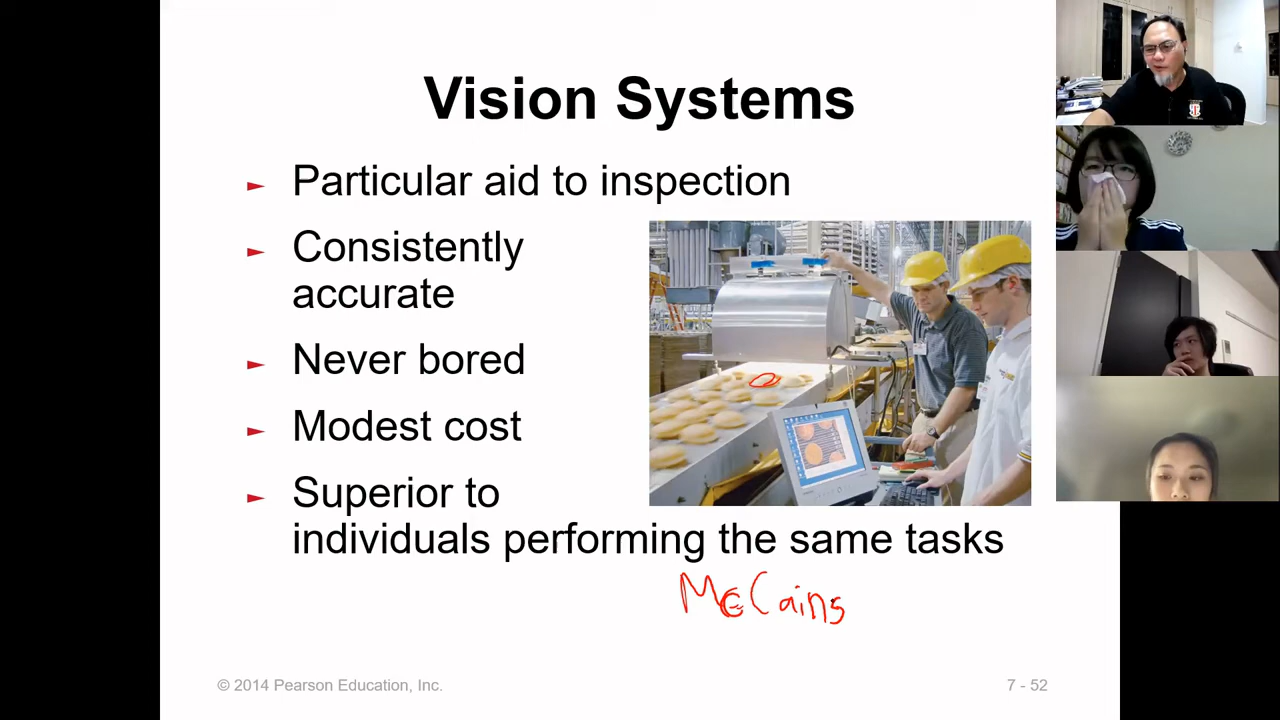 Vision Systems
► Particular aid to inspection
► Consistently
accurate
► Never bored
► Modest cost
► Superior to
individuals performing the same tasks
McCains
© 2014 Pearson Education, Inc.
7 - 52